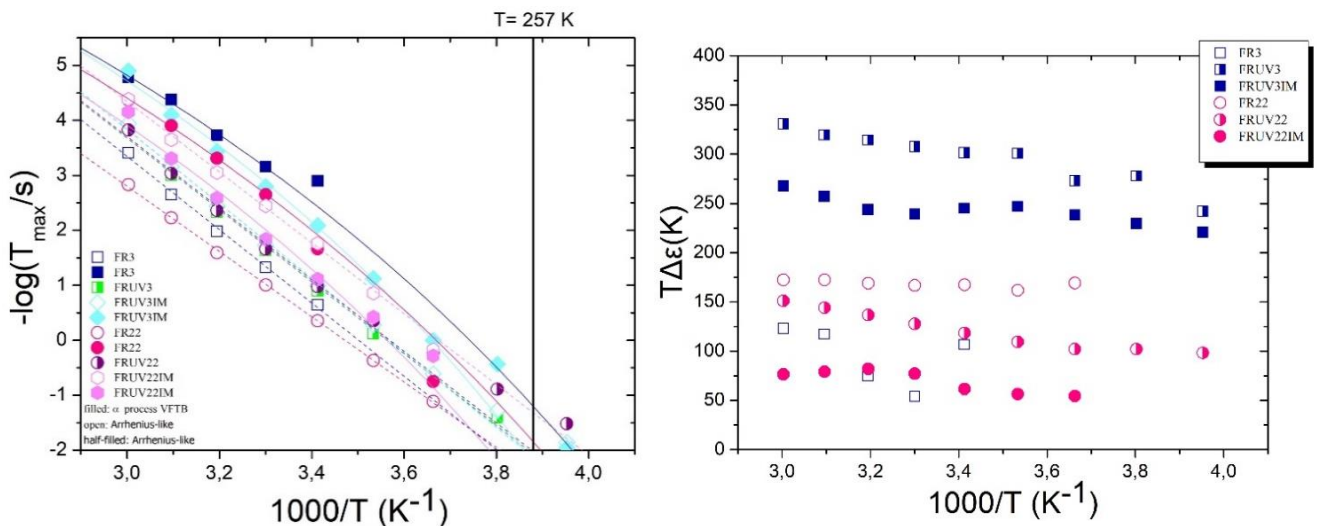 T= 257 K
5
4
3
2
1
0
-1
-2
-log(T_max/s)
FR3
FR3
FRUV3
FRUV3IM
FRUV3IM
FR22
FR22
FRUV22
FRUV22IM
FRUV22IM
filled: α process VFTB
open: Arrhenius-like
half-filled: Arrhenius-like
3,0 3,2 3,4 3,6 3,8 4,0
1000/T (K⁻¹)
400
350
300
250
200
150
100
50
0
TΔε(K)
FR3
FRUV3
FRUV3IM
FR22
FRUV22
FRUV22IM
3,0 3,2 3,4 3,6 3,8 4,0
1000/T (K⁻¹)